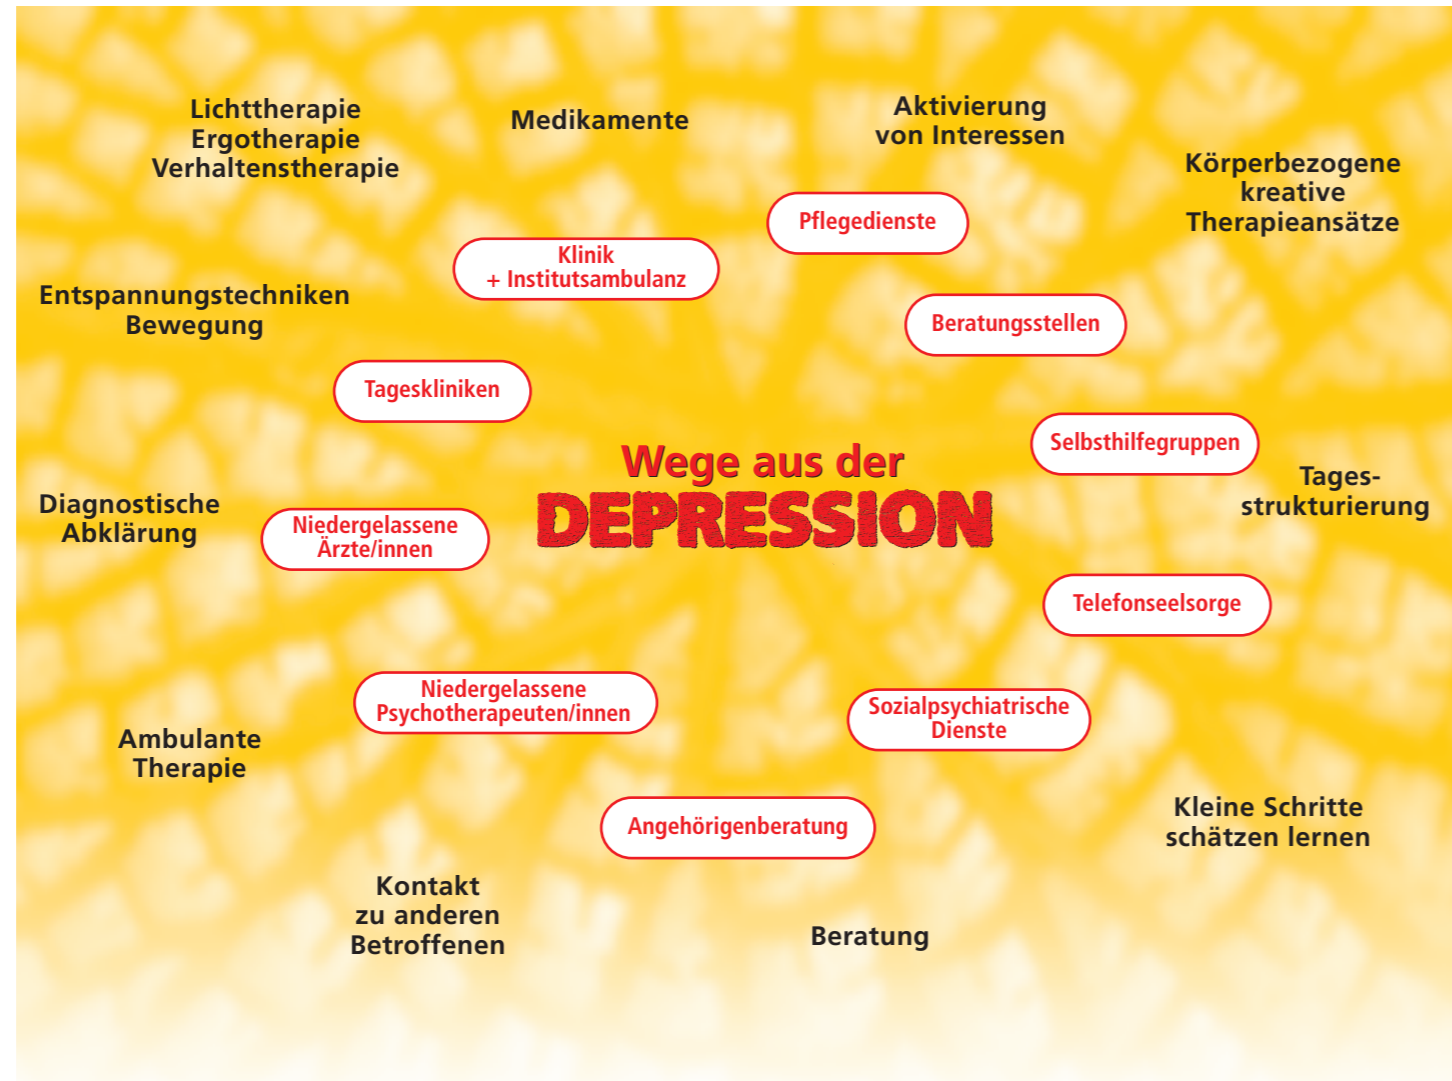 Lichttherapie
Ergotherapie
Verhaltenstherapie
Medikamente
Aktivierung
von Interessen
Körperbezogene
kreative
Therapieansätze
Pflegedienste
Klinik
+ Institutsambulanz
Entspannungstechniken
Bewegung
Beratungsstellen
Tageskliniken
Selbsthilfegruppen
Wege aus der
DEPRESSION
Tages-
strukturierung
Diagnostische
Abklärung
Niedergelassene
Ärzte/innen
Telefonseelsorge
Niedergelassene
Psychotherapeuten/innen
Sozialpsychiatrische
Dienste
Ambulante
Therapie
Angehörigenberatung
Kleine Schritte
schätzen lernen
Kontakt
zu anderen
Betroffenen
Beratung